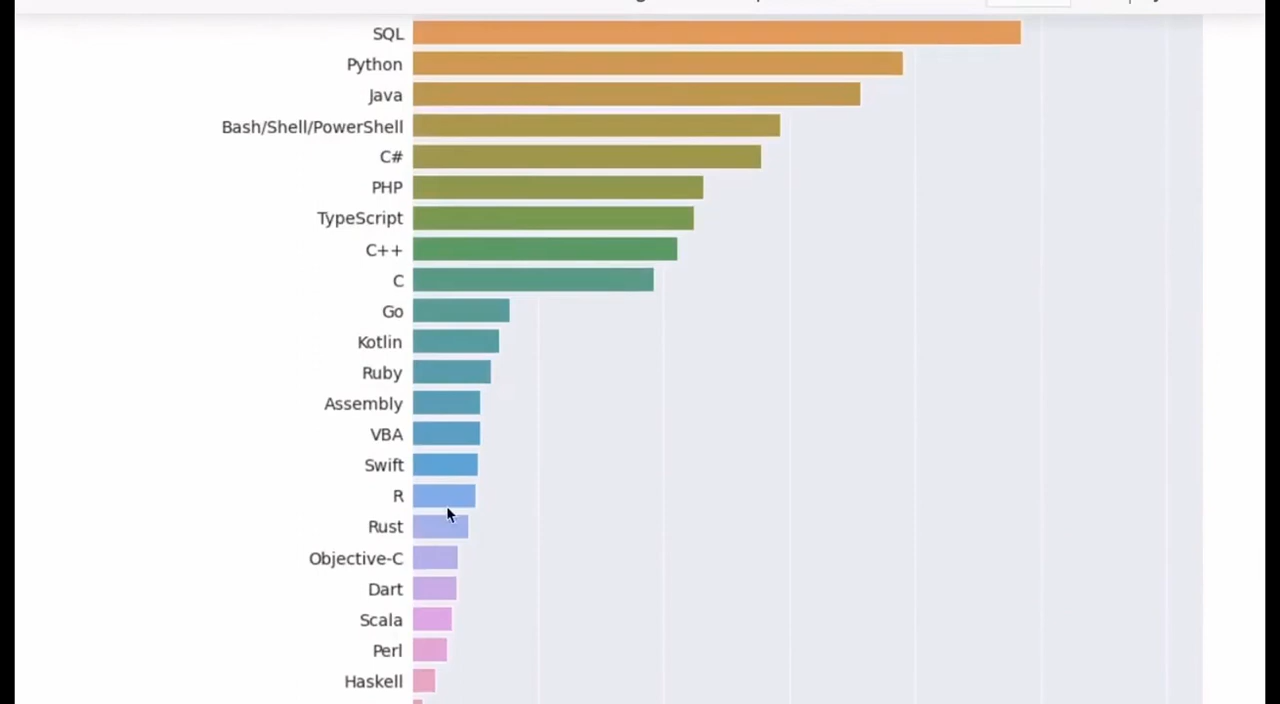 SQL
Python
Java
Bash/Shell/PowerShell
C#
PHP
TypeScript
C++
C
Go
Kotlin
Ruby
Assembly
VBA
Swift
R
Rust
Objective-C
Dart
Scala
Perl
Haskell